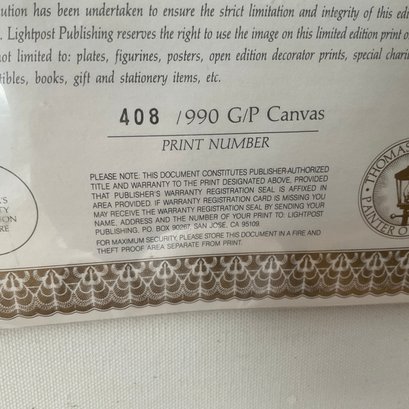 ution has been undertaken to ensure the strict limitation and integrity of this edi
. Lightpost Publishing reserves the right to use the image on this limited edition print o
not limited to: plates, figurines, posters, open edition decorator prints, special chari
tibles, books, gift and stationery items, etc.
408 / 990 G/P Canvas
PRINT NUMBER
PLEASE NOTE: THIS DOCUMENT CONSTITUTES PUBLISHER-AUTHORIZED
TITLE AND WARRANTY TO THE PRINT DESIGNATED ABOVE, PROVIDED
THAT PUBLISHER'S WARRANTY REGISTRATION SEAL IS AFFIXED IN
AREA PROVIDED. IF WARRANTY REGISTRATION CARD IS MISSING YOU
MAY RECEIVE THE WARRANTY REGISTRATION SEAL BY SENDING YOUR
NAME, ADDRESS AND THE NUMBER OF YOUR PRINT TO: LIGHTPOST
PUBLISHING, P.O. BOX 90267, SAN JOSE, CA 95109.
FOR MAXIMUM SECURITY, PLEASE STORE THIS DOCUMENT IN A FIRE AND
THEFT PROOF AREA SEPARATE FROM PRINT.
'S
TY
TION
RE
THOMAS
PAINTER O